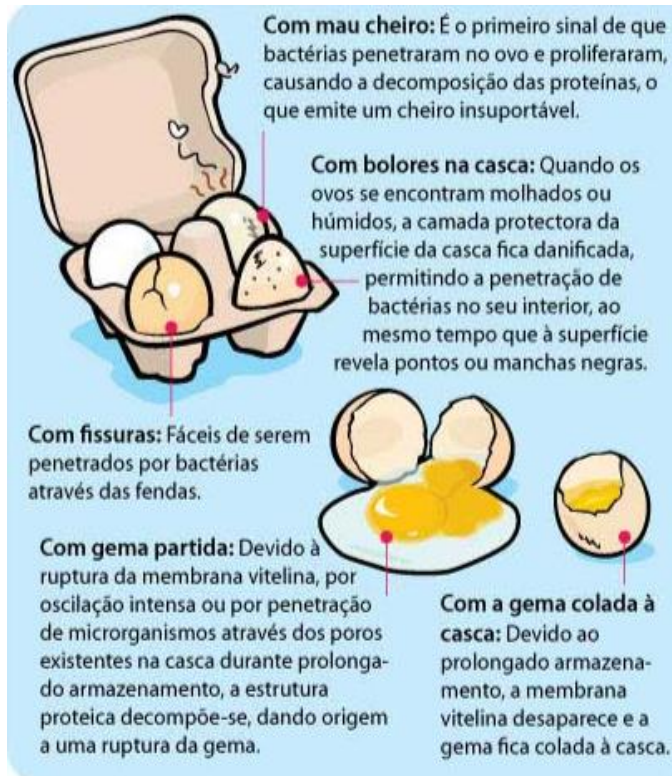 Com mau cheiro: É o primeiro sinal de que
bactérias penetraram no ovo e proliferaram,
causando a decomposição das proteínas, o
que emite um cheiro insuportável.
Com bolores na casca: Quando os
ovos se encontram molhados ou
húmidos, a camada protectora da
superfície da casca fica danificada,
permitindo a penetração de
bactérias no seu interior, ao
mesmo tempo que à superfície
revela pontos ou manchas negras.
Com fissuras: Fáceis de serem
penetrados por bactérias
através das fendas.
Com gema partida: Devido à
ruptura da membrana vitelina, por
oscilação intensa ou por penetração
de microrganismos através dos poros
existentes na casca durante prolonga-
do armazenamento, a estrutura
proteica decompõe-se, dando origem
a uma ruptura da gema.
Com a gema colada à
casca: Devido ao
prolongado armazena-
mento, a membrana
vitelina desaparece e a
gema fica colada à casca.